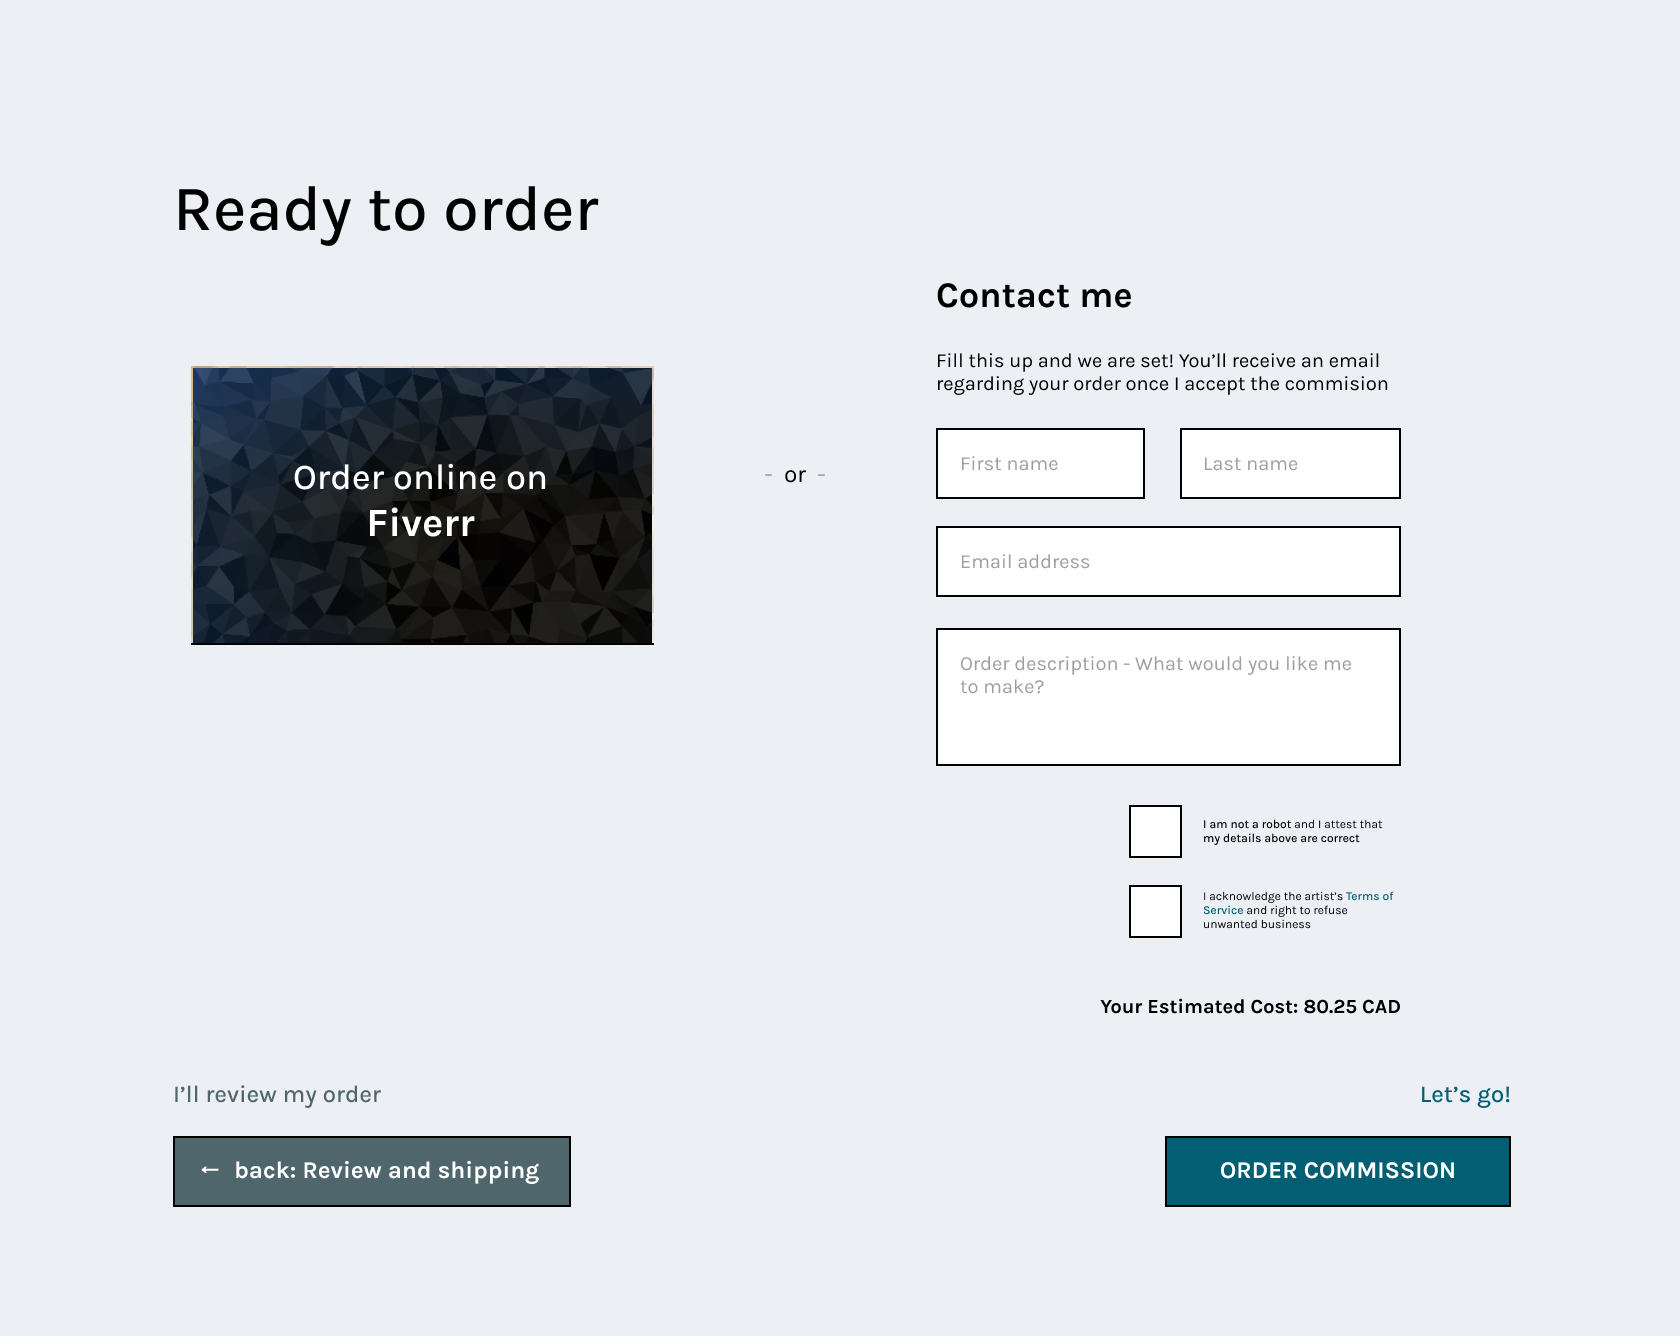 Ready to order
Order online on
Fiverr
- or -
Contact me
Fill this up and we are set! You’ll receive an email
regarding your order once I accept the commision
First name
Last name
Email address
Order description - What would you like me
to make?
I am not a robot and I attest that
my details above are correct
I acknowledge the artist’s Terms of
Service and right to refuse
unwanted business
Your Estimated Cost: 80.25 CAD
I’ll review my order
← back: Review and shipping
Let’s go!
ORDER COMMISSION